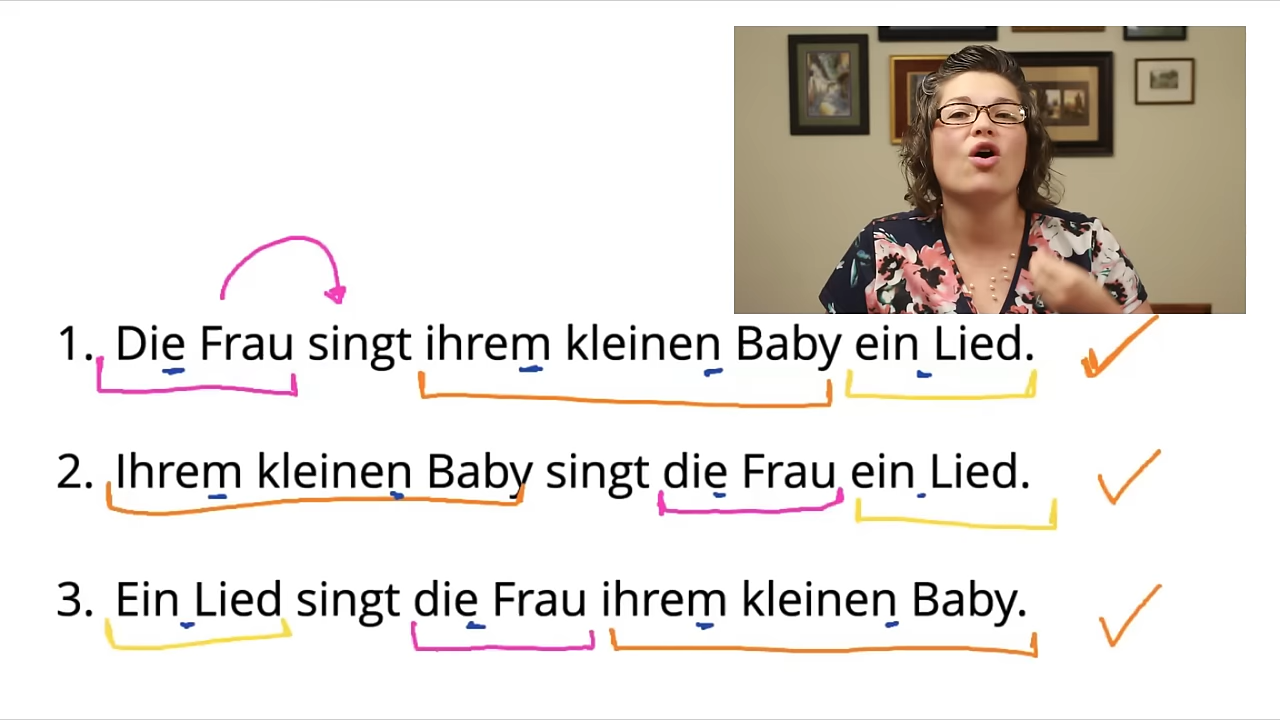 1. Die Frau singt ihrem kleinen Baby ein Lied.
2. Ihrem kleinen Baby singt die Frau ein Lied.
3. Ein Lied singt die Frau ihrem kleinen Baby.